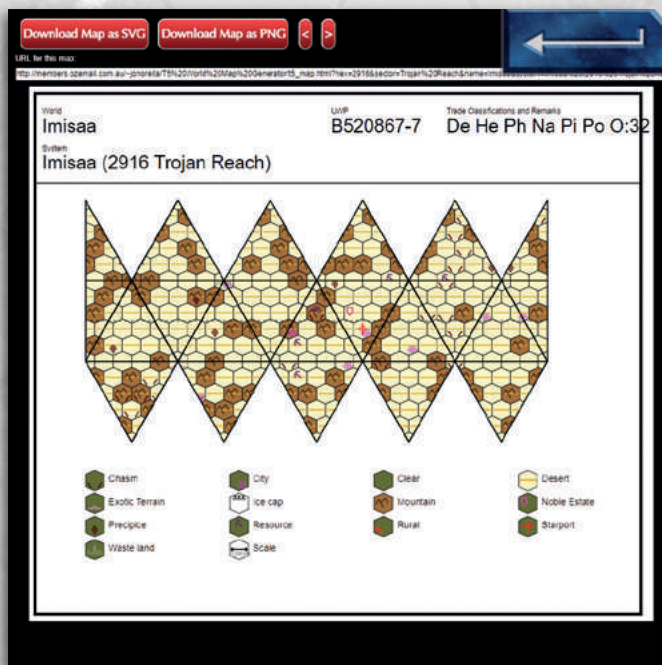 Download Map as SVG Download Map as PNG < >
URL for this map:
World UWP Trade Classifications and Remarks
Imisaa B520867-7 De He Ph Na Pi Po O:32
System
Imisaa (2916 Trojan Reach)
Chasm City Clear Desert
Exotic Terrain Ice cap Mountain Noble Estate
Precipice Resource Rural Starport
Waste land Scale